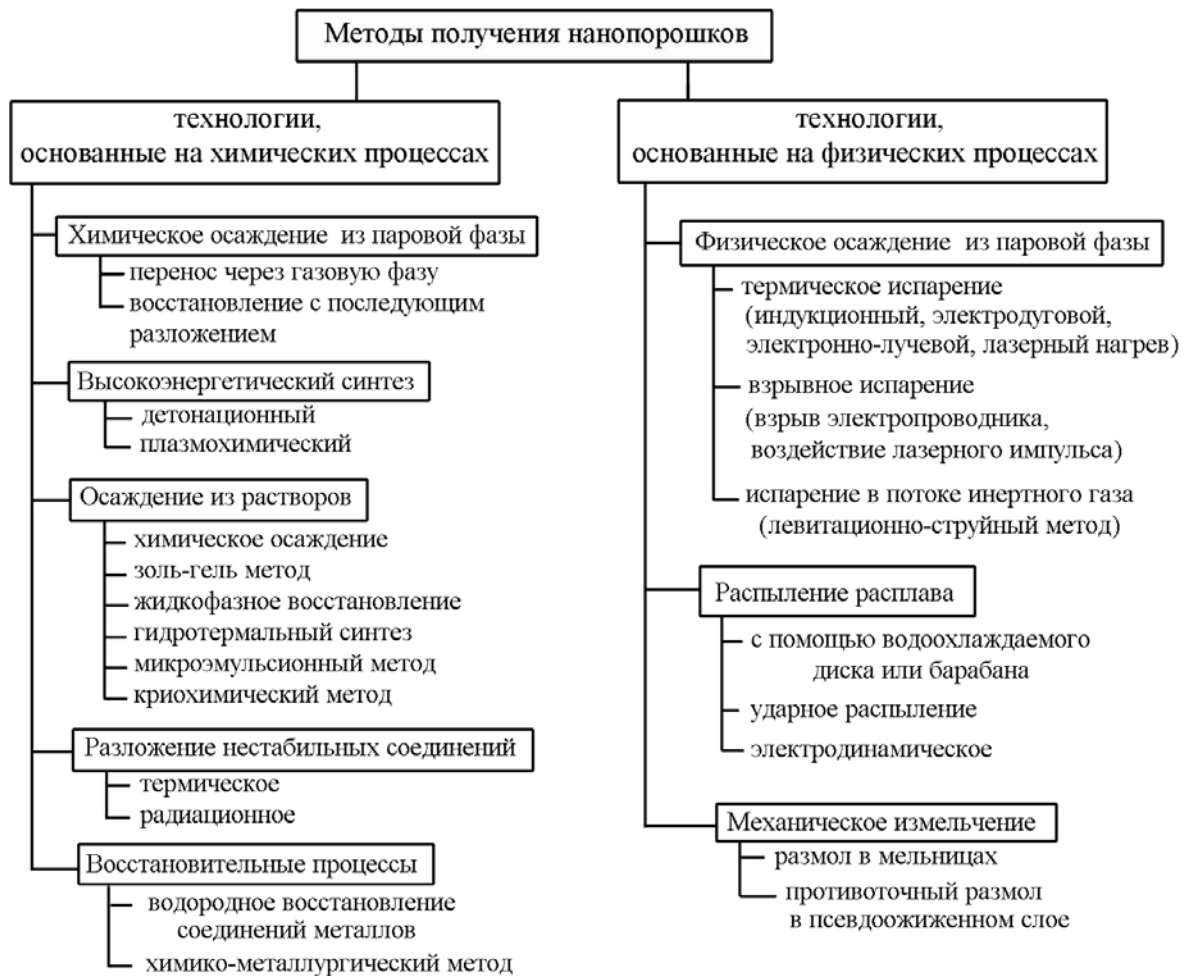 Методы получения нанопорошков
технологии,
основанные на химических процессах
Химическое осаждение из паровой фазы
перенос через газовую фазу
восстановление с последующим
разложением
Высокоэнергетический синтез
детонационный
плазмохимический
Осаждение из растворов
химическое осаждение
золь-гель метод
жидкофазное восстановление
гидротермальный синтез
микроэмульсионный метод
криохимический метод
Разложение нестабильных соединений
термическое
радиационное
Восстановительные процессы
водородное восстановление
соединений металлов
химико-металлургический метод
технологии,
основанные на физических процессах
Физическое осаждение из паровой фазы
термическое испарение
(индукционный, электродуговой,
электронно-лучевой, лазерный нагрев)
взрывное испарение
(взрыв электропроводника,
воздействие лазерного импульса)
испарение в потоке инертного газа
(левитационно-струйный метод)
Распыление расплава
с помощью водоохлаждаемого
диска или барабана
ударное распыление
электродинамическое
Механическое измельчение
размол в мельницах
противоточный размол
в псевдоожиженном слое